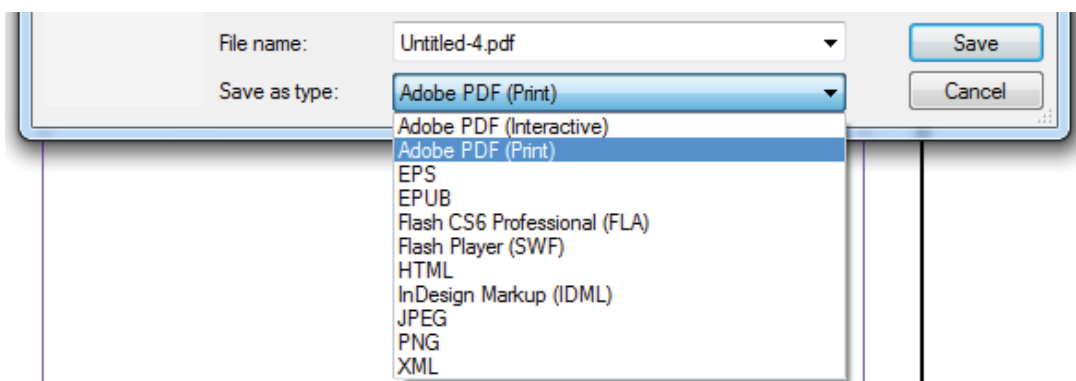 File name: Untitled-4.pdf Save
Save as type: Adobe PDF (Print) Cancel
Adobe PDF (Interactive)
Adobe PDF (Print)
EPS
EPUB
Flash CS6 Professional (FLA)
Flash Player (SWF)
HTML
InDesign Markup (IDML)
JPEG
PNG
XML